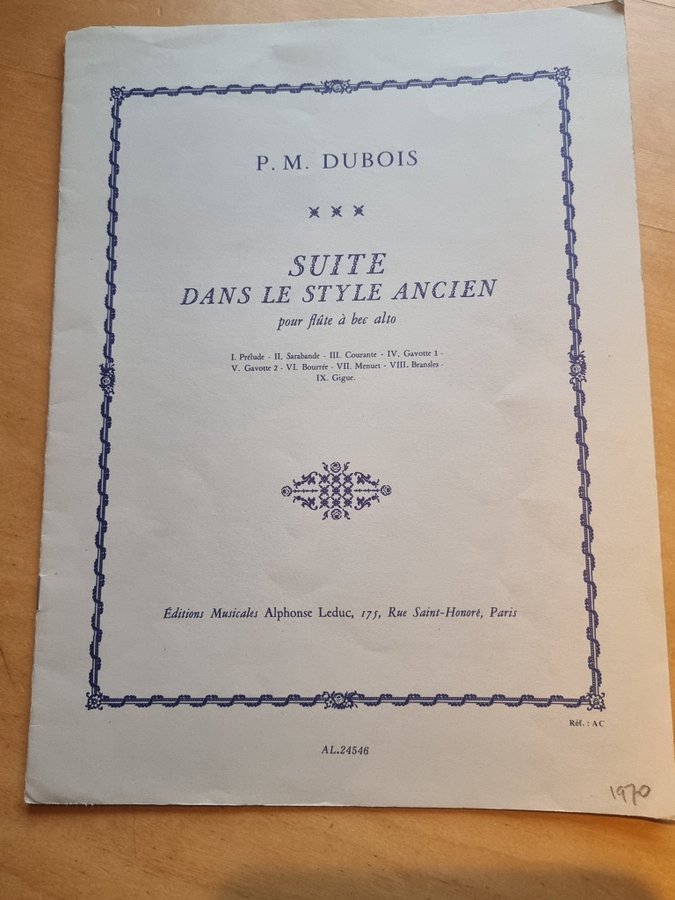 P. M. DUBOIS
SUITE
DANS LE STYLE ANCIEN
pour flûte à bec alto
I. Prélude - II. Sarabande - III. Courante - IV. Gavotte 1 -
V. Gavotte 2 - VI. Bourrée - VII. Menuet - VIII. Bransles -
IX. Gigue.
Éditions Musicales Alphonse Leduc, 175, Rue Saint-Honoré, Paris
Réf. : AC
AL.24546
1970